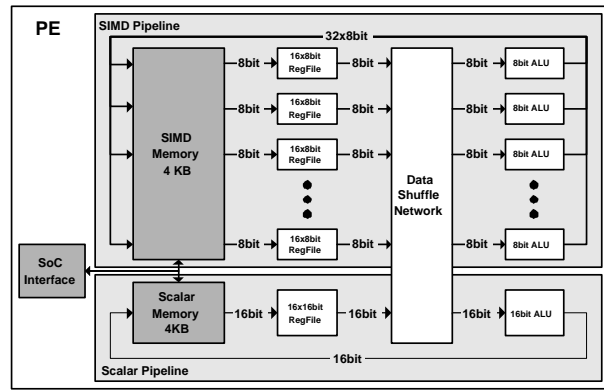 PE
SIMD Pipeline
32x8bit
SIMD
Memory
4 KB
8bit
16x8bit
RegFile
8bit
8bit
8bit ALU
8bit
16x8bit
RegFile
8bit
8bit
8bit ALU
8bit
16x8bit
RegFile
8bit
8bit
8bit ALU
Data
Shuffle
Network
8bit
16x8bit
RegFile
8bit
8bit
8bit ALU
SoC
Interface
Scalar
Memory
4KB
16bit
16x16bit
RegFile
16bit
16bit
16bit ALU
16bit
Scalar Pipeline